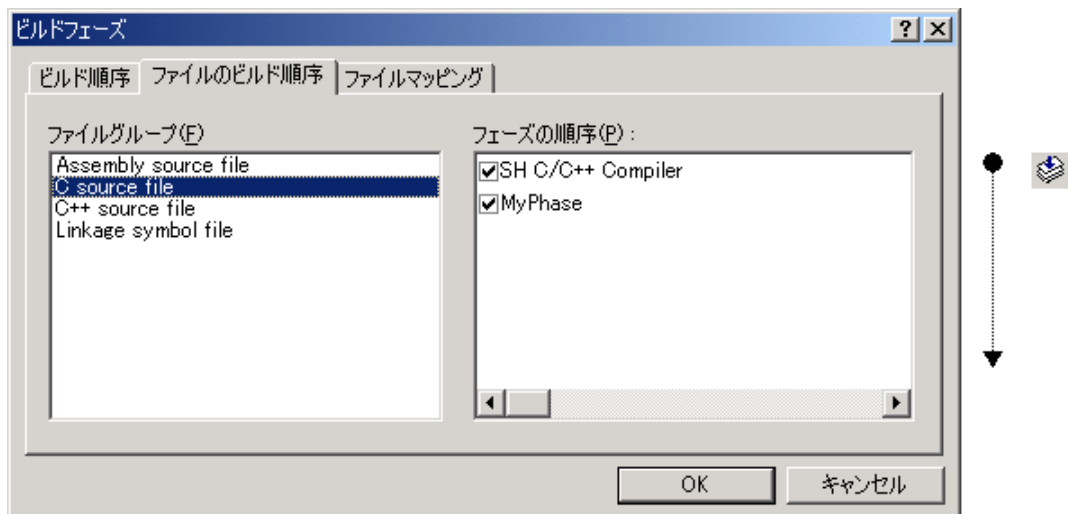 ビルドフェーズ
ビルド順序 ファイルのビルド順序 ファイルマッピング
ファイルグループ(F)
Assembly source file
C source file
C++ source file
Linkage symbol file
フェーズの順序(P):
SH C/C++ Compiler
MyPhase
OK キャンセル